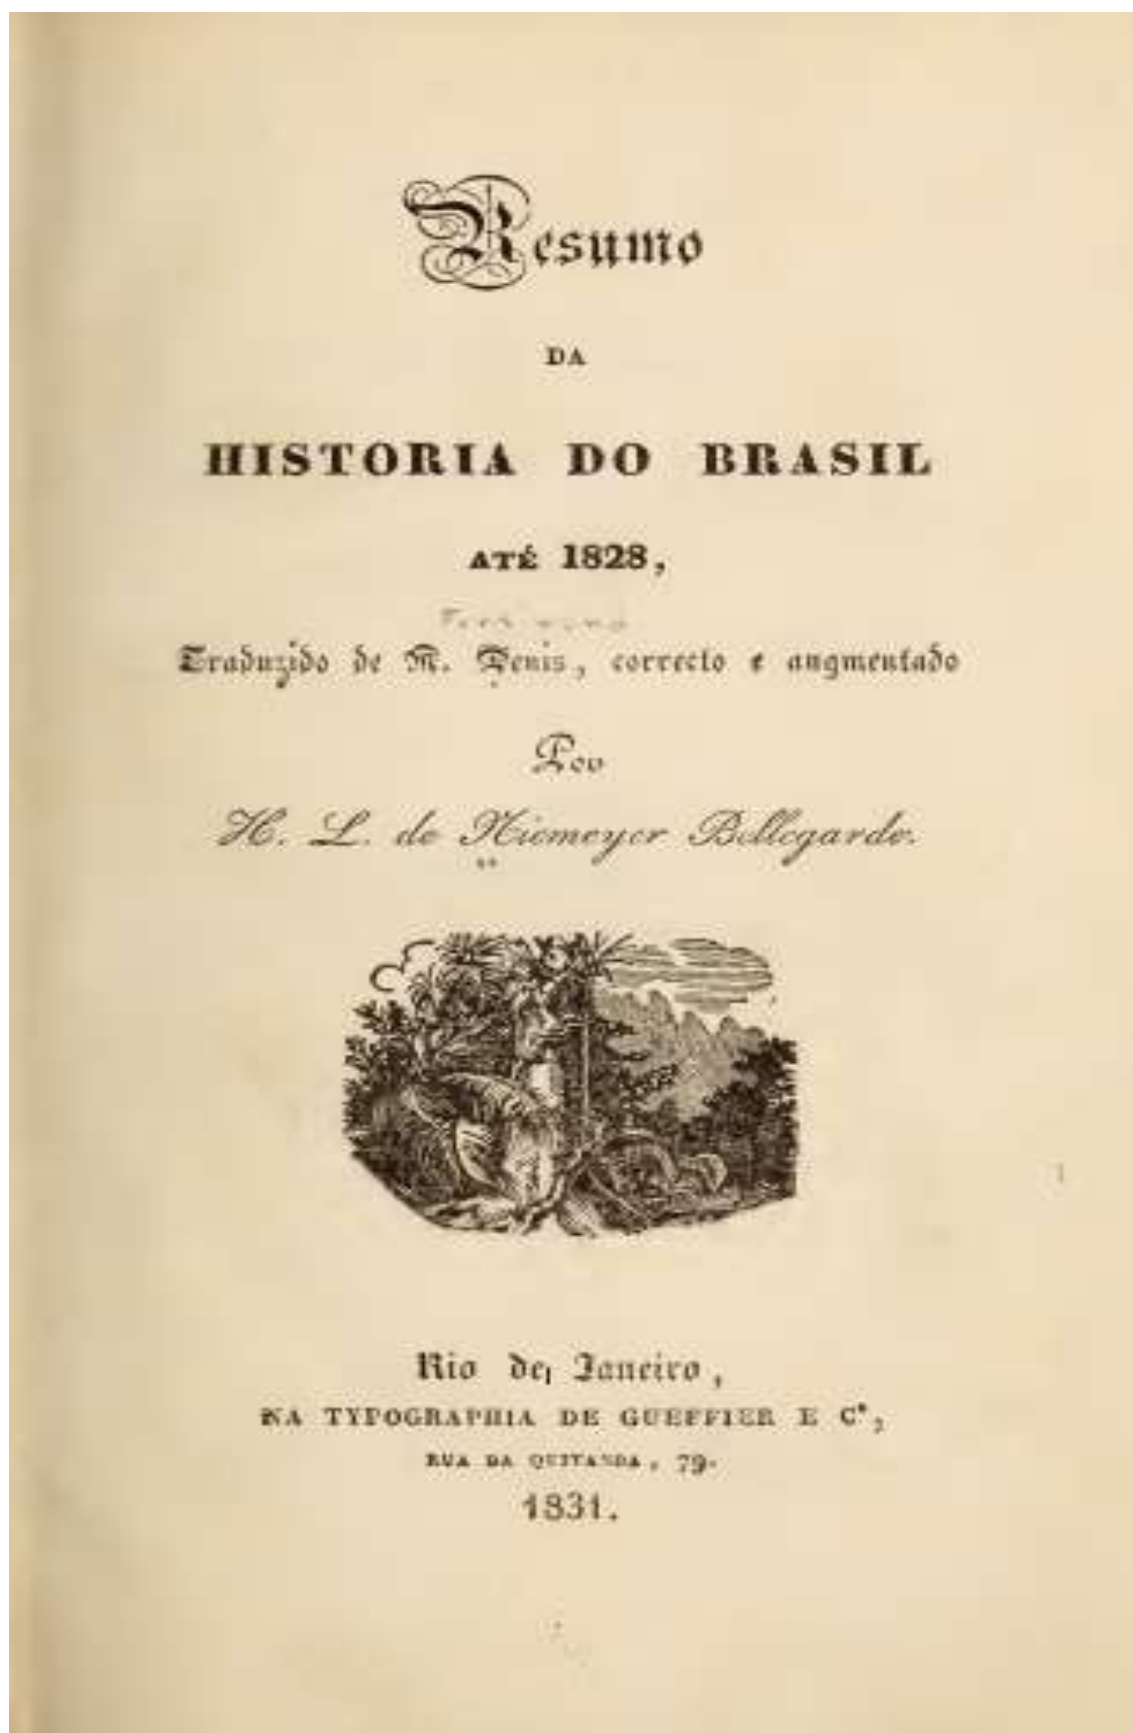 Resumo
DA
HISTORIA DO BRASIL
ATÉ 1828,
Traduzido de M. Denis, correcto e augmentado
Por
H. L. de Niemeyer Bellegarde.
Rio de Janeiro,
NA TYPOGRAPHIA DE GUEFFIER E Cª,
RUA DA QUITANDA, 79.
1831.